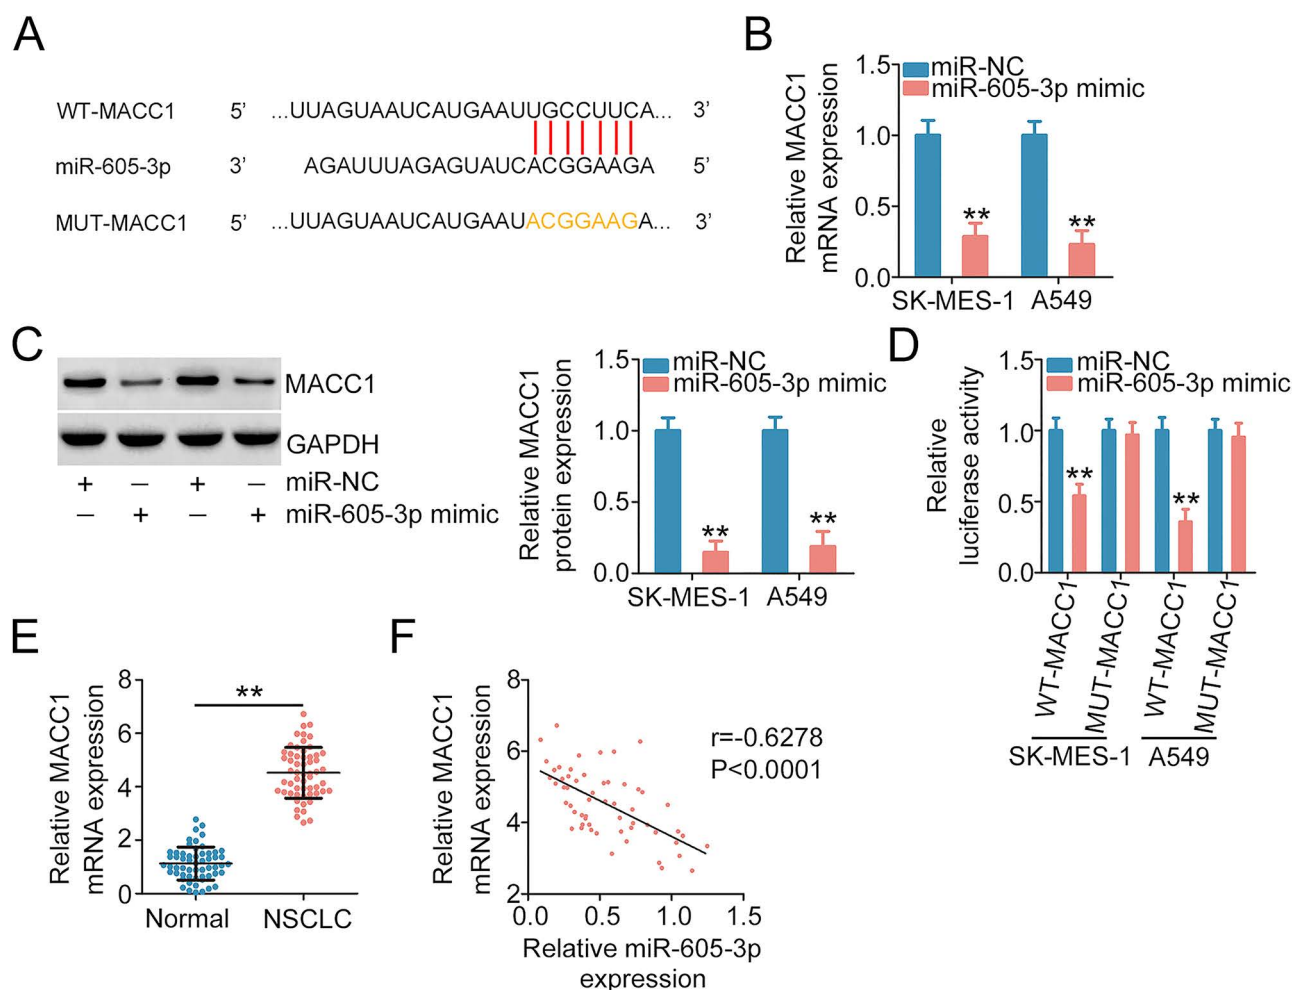 A
WT-MACC1 5’ ...UUAGUAAUCAUGAAUUGCCUUCA... 3’
miR-605-3p 3’ AGAUUUAGAGUAUCACGGAAGA 5’
MUT-MACC1 5’ ...UUAGUAAUCAUGAAUACGGAAGA... 3’
B
Relative MACC1
mRNA expression
1.5
1.0
0.5
0.0
miR-NC
miR-605-3p mimic
** **
SK-MES-1 A549
C
MACC1
GAPDH
+ – + – miR-NC
– + – + miR-605-3p mimic
Relative MACC1
protein expression
1.5
1.0
0.5
0.0
miR-NC
miR-605-3p mimic
** **
SK-MES-1 A549
D
Relative
luciferase activity
1.5
1.0
0.5
0.0
miR-NC
miR-605-3p mimic
** **
WT-MACC1
MUT-MACC1
WT-MACC1
MUT-MACC1
SK-MES-1 A549
E
Relative MACC1
mRNA expression
8
6
4
2
0
**
Normal NSCLC
F
Relative MACC1
mRNA expression
8
6
4
2
r=-0.6278
P<0.0001
0.0 0.5 1.0 1.5
Relative miR-605-3p
expression